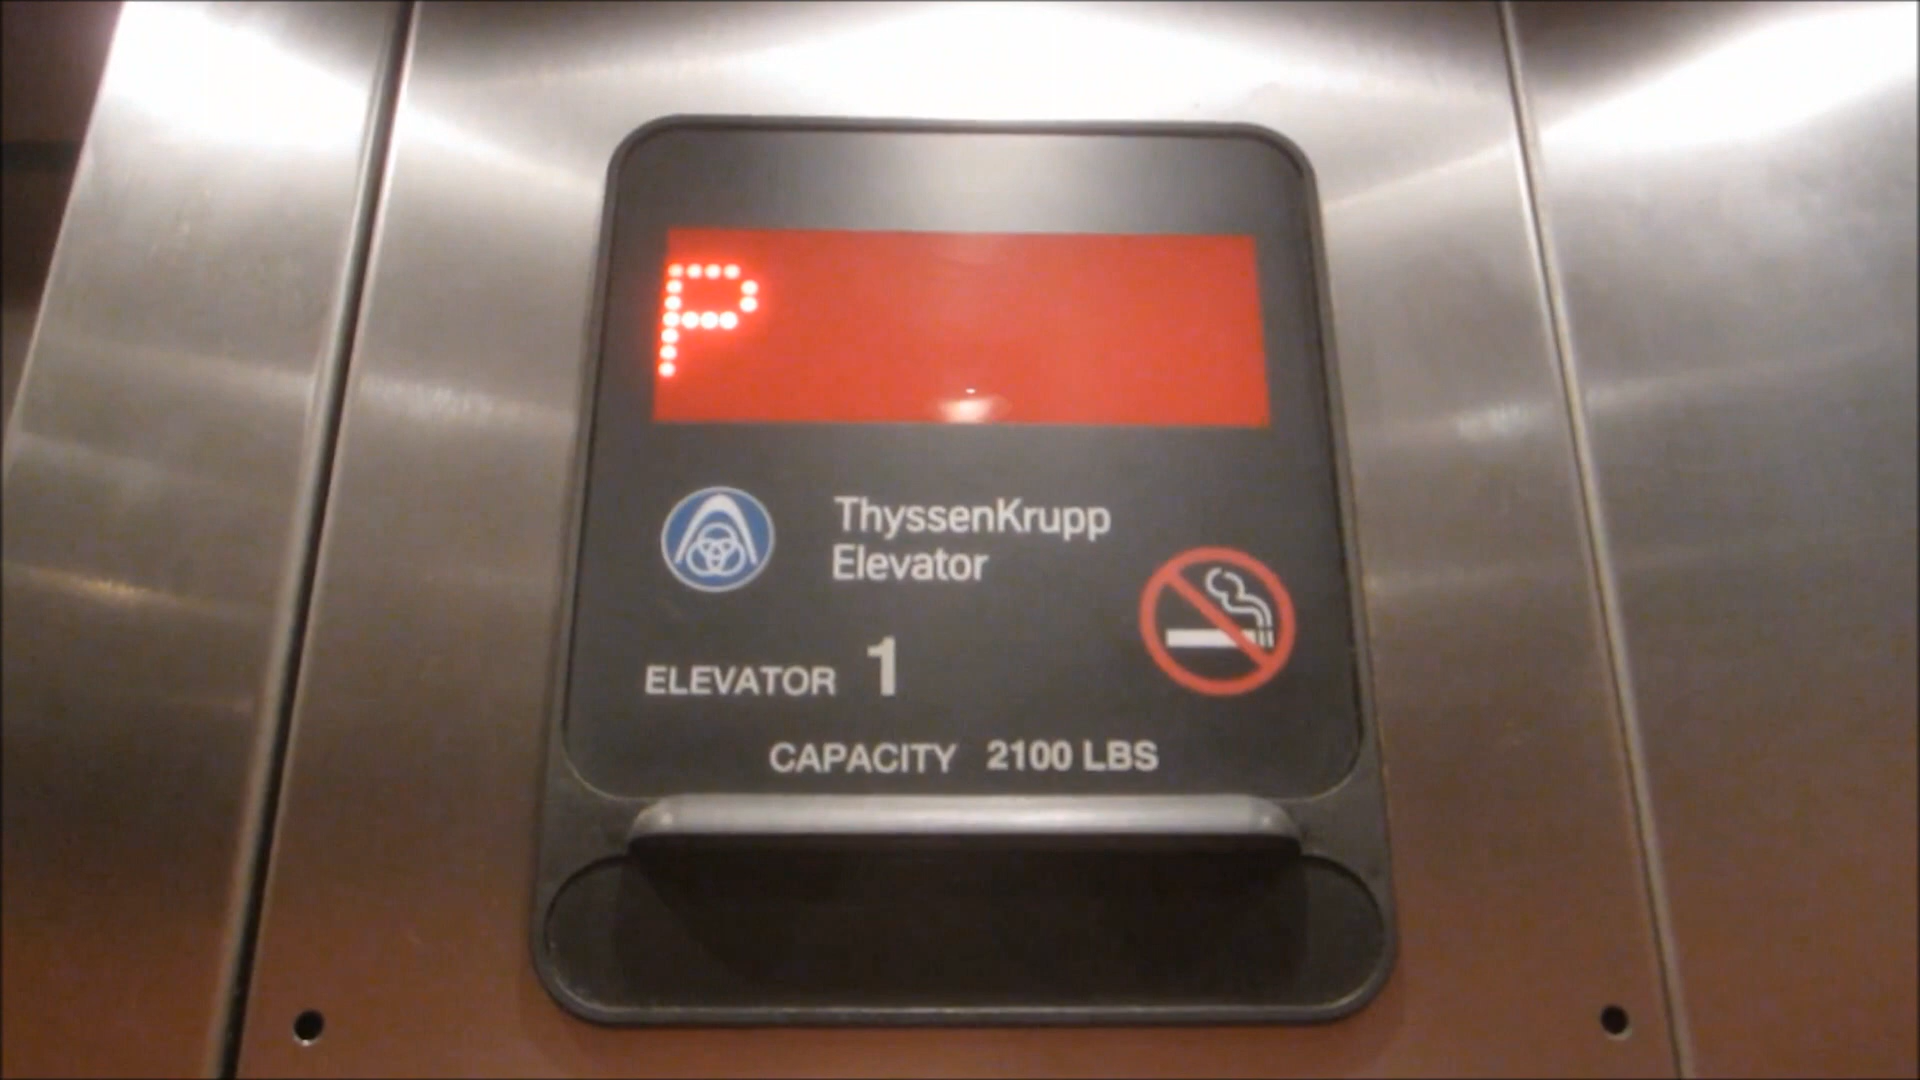 P
ThyssenKrupp
Elevator
ELEVATOR 1
CAPACITY 2100 LBS